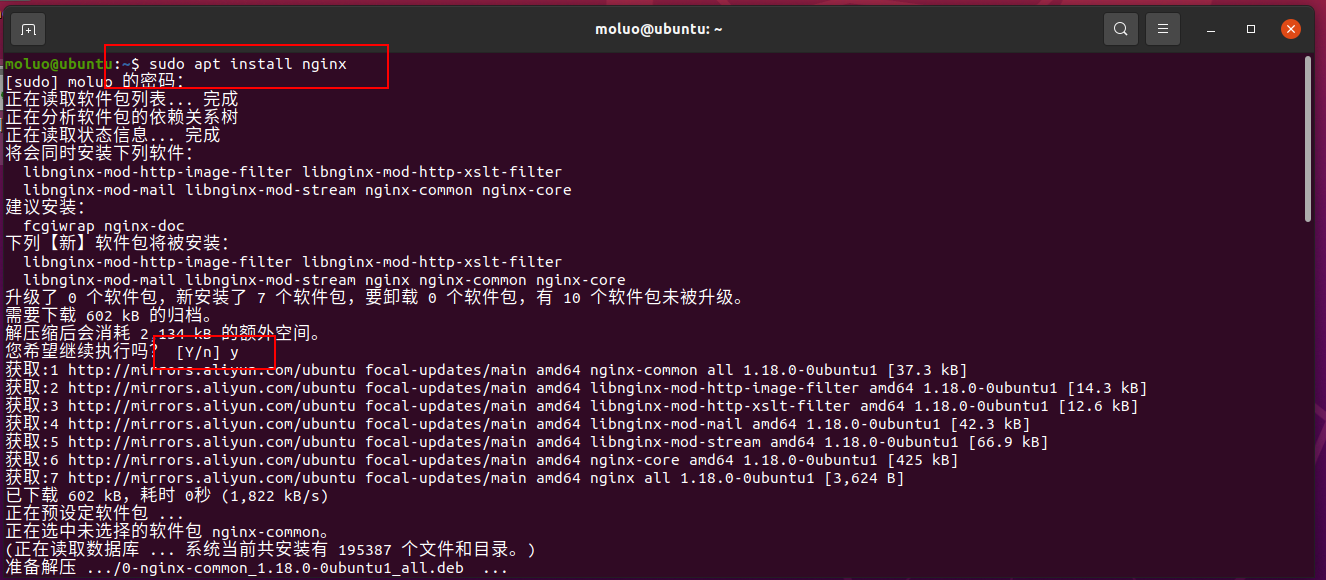 moluo@ubuntu: ~
moluo@ubuntu:~$ sudo apt install nginx
[sudo] moluo 的密码：
正在读取软件包列表... 完成
正在分析软件包的依赖关系树
正在读取状态信息... 完成
将会同时安装下列软件：
libnginx-mod-http-image-filter libnginx-mod-http-xslt-filter
libnginx-mod-mail libnginx-mod-stream nginx-common nginx-core
建议安装：
fcgiwrap nginx-doc
下列【新】软件包将被安装：
libnginx-mod-http-image-filter libnginx-mod-http-xslt-filter
libnginx-mod-mail libnginx-mod-stream nginx nginx-common nginx-core
升级了 0 个软件包，新安装了 7 个软件包，要卸载 0 个软件包，有 10 个软件包未被升级。
需要下载 602 kB 的归档。
解压缩后会消耗 2,134 kB 的额外空间。
您希望继续执行吗？ [Y/n] y
获取:1 http://mirrors.aliyun.com/ubuntu focal-updates/main amd64 nginx-common all 1.18.0-0ubuntu1 [37.3 kB]
获取:2 http://mirrors.aliyun.com/ubuntu focal-updates/main amd64 libnginx-mod-http-image-filter amd64 1.18.0-0ubuntu1 [14.3 kB]
获取:3 http://mirrors.aliyun.com/ubuntu focal-updates/main amd64 libnginx-mod-http-xslt-filter amd64 1.18.0-0ubuntu1 [12.6 kB]
获取:4 http://mirrors.aliyun.com/ubuntu focal-updates/main amd64 libnginx-mod-mail amd64 1.18.0-0ubuntu1 [42.3 kB]
获取:5 http://mirrors.aliyun.com/ubuntu focal-updates/main amd64 libnginx-mod-stream amd64 1.18.0-0ubuntu1 [66.9 kB]
获取:6 http://mirrors.aliyun.com/ubuntu focal-updates/main amd64 nginx-core amd64 1.18.0-0ubuntu1 [425 kB]
获取:7 http://mirrors.aliyun.com/ubuntu focal-updates/main amd64 nginx all 1.18.0-0ubuntu1 [3,624 B]
已下载 602 kB，耗时 0秒 (1,822 kB/s)
正在预设定软件包 ...
正在选中未选择的软件包 nginx-common。
(正在读取数据库 ... 系统当前共安装有 195387 个文件和目录。)
准备解压 .../0-nginx-common_1.18.0-0ubuntu1_all.deb ...